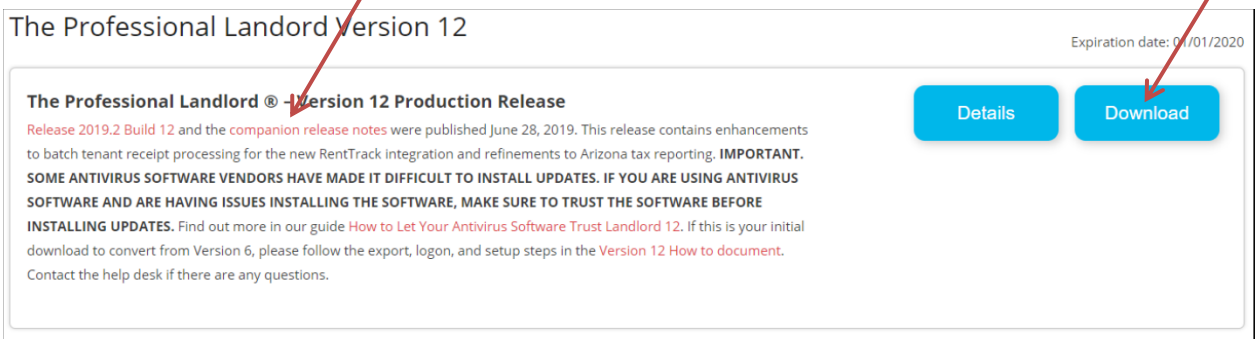 The Professional Landord Version 12
Expiration date: 01/01/2020
The Professional Landlord ® – Version 12 Production Release
Details
Download
Release 2019.2 Build 12 and the companion release notes were published June 28, 2019. This release contains enhancements
to batch tenant receipt processing for the new RentTrack integration and refinements to Arizona tax reporting. IMPORTANT.
SOME ANTIVIRUS SOFTWARE VENDORS HAVE MADE IT DIFFICULT TO INSTALL UPDATES. IF YOU ARE USING ANTIVIRUS
SOFTWARE AND ARE HAVING ISSUES INSTALLING THE SOFTWARE, MAKE SURE TO TRUST THE SOFTWARE BEFORE
INSTALLING UPDATES. Find out more in our guide How to Let Your Antivirus Software Trust Landlord 12. If this is your initial
download to convert from Version 6, please follow the export, logon, and setup steps in the Version 12 How to document.
Contact the help desk if there are any questions.